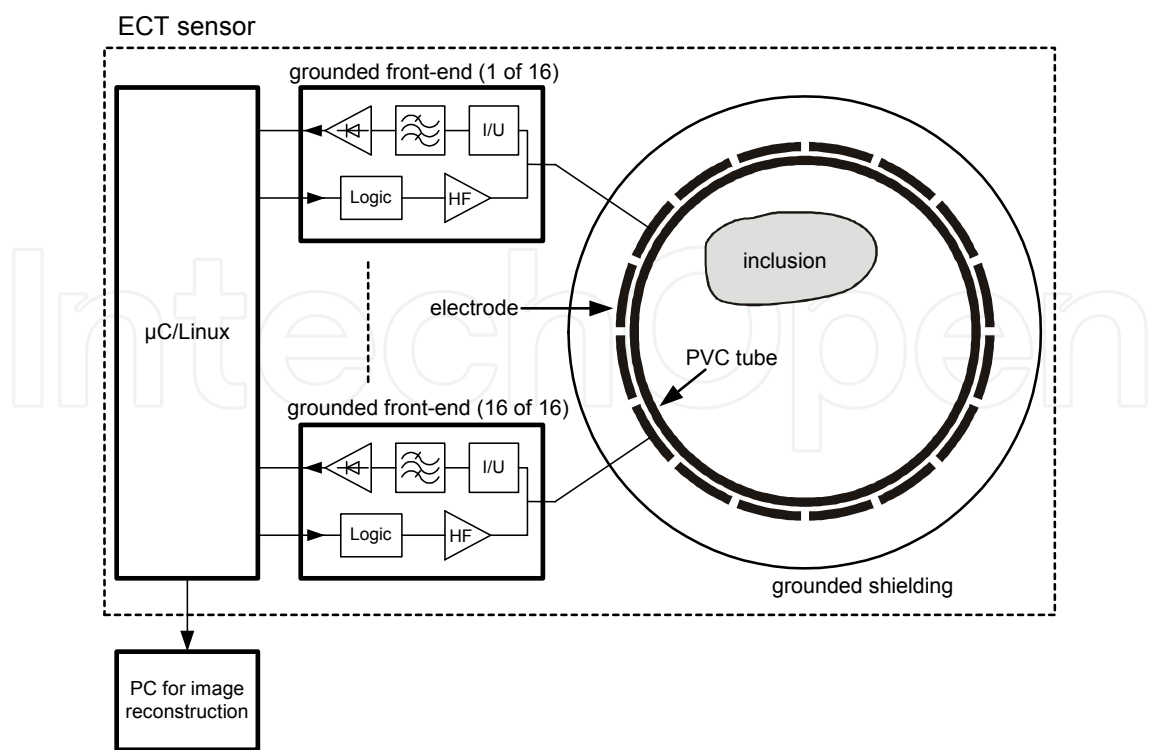 ECT sensor
grounded front-end (1 of 16)
I/U
Logic
HF
inclusion
electrode
µC/Linux
PVC tube
grounded front-end (16 of 16)
I/U
Logic
HF
grounded shielding
PC for image
reconstruction
IntechOpen